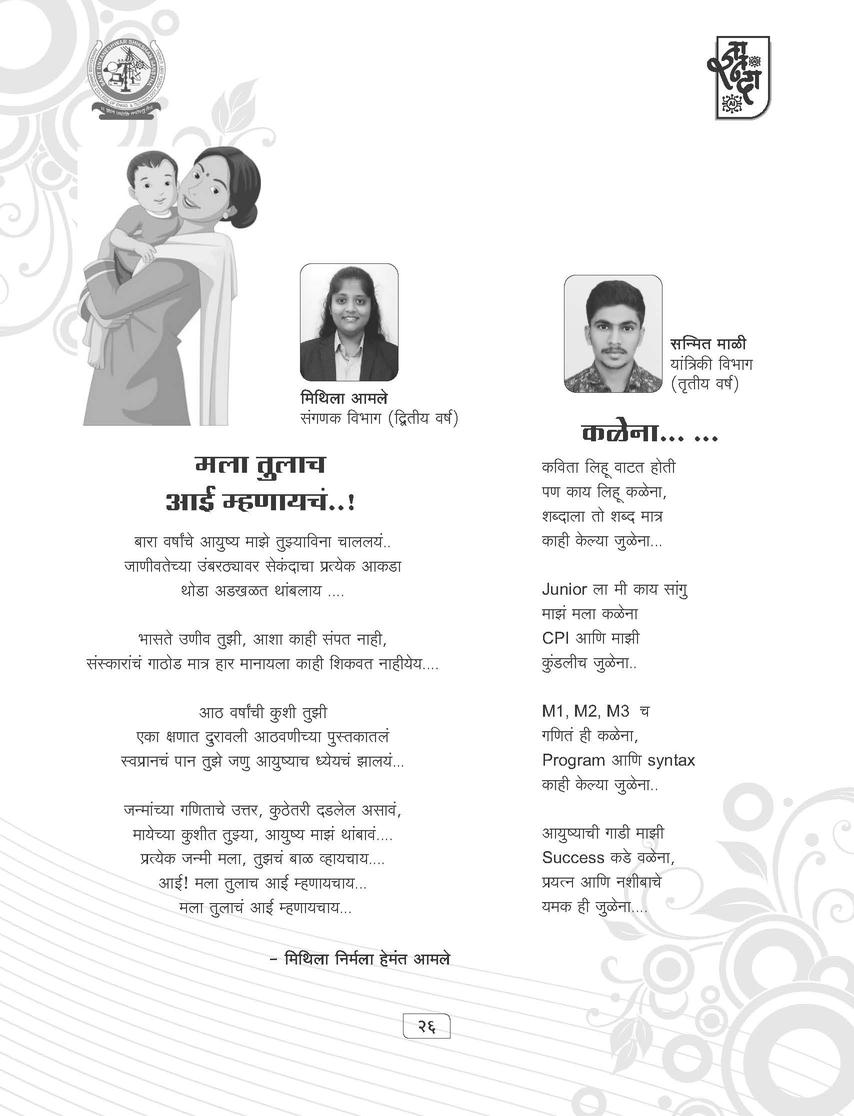 मिथिला आमले
संगणक विभाग (द्वितीय वर्ष)
मला तुलाच
आई म्हणायचं..!
बारा वर्षांचे आयुष्य माझे तुझ्याविना चाललयं..
जाणीवतेच्या उंबरठ्यावर सेकंदाचा प्रत्येक आकडा
थोडा अडखळत थांबलाय ....
भासते उणीव तुझी, आशा काही संपत नाही,
संस्कारांचं गाठोड मात्र हार मानायला काही शिकवत नाहीयेय....
आठ वर्षांची कुशी तुझी
एका क्षणात दुरावली आठवणीच्या पुस्तकातलं
स्वप्रानचं पान तुझे जणु आयुष्याच ध्येयचं झालयं...
जन्मांच्या गणिताचे उत्तर, कुठेतरी दडलेल असावं,
मायेच्या कुशीत तुझ्या, आयुष्य माझं थांबावं....
प्रत्येक जन्मी मला, तुझचं बाळ व्हायचाय....
आई! मला तुलाच आई म्हणायचाय...
मला तुलाचं आई म्हणायचाय...
– मिथिला निर्मला हेमंत आमले
सन्मित माळी
यांत्रिकी विभाग
(तृतीय वर्ष)
कळेना... ...
कविता लिहू वाटत होती
पण काय लिहू कळेना,
शब्दाला तो शब्द मात्र
काही केल्या जुळेना...
Junior ला मी काय सांगु
माझं मला कळेना
CPI आणि माझी
कुंडलीच जुळेना..
M1, M2, M3 च
गणितं ही कळेना,
Program आणि syntax
काही केल्या जुळेना..
आयुष्याची गाडी माझी
Success कडे वळेना,
प्रयत्न आणि नशीबाचे
यमक ही जुळेना....
२६